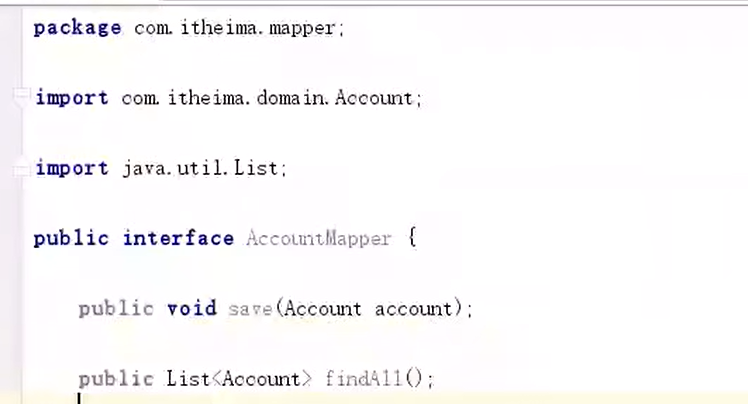 package com.itheima.mapper;
import com.itheima.domain.Account;
import java.util.List;
public interface AccountMapper {
public void save(Account account);
public List<Account> findAll();